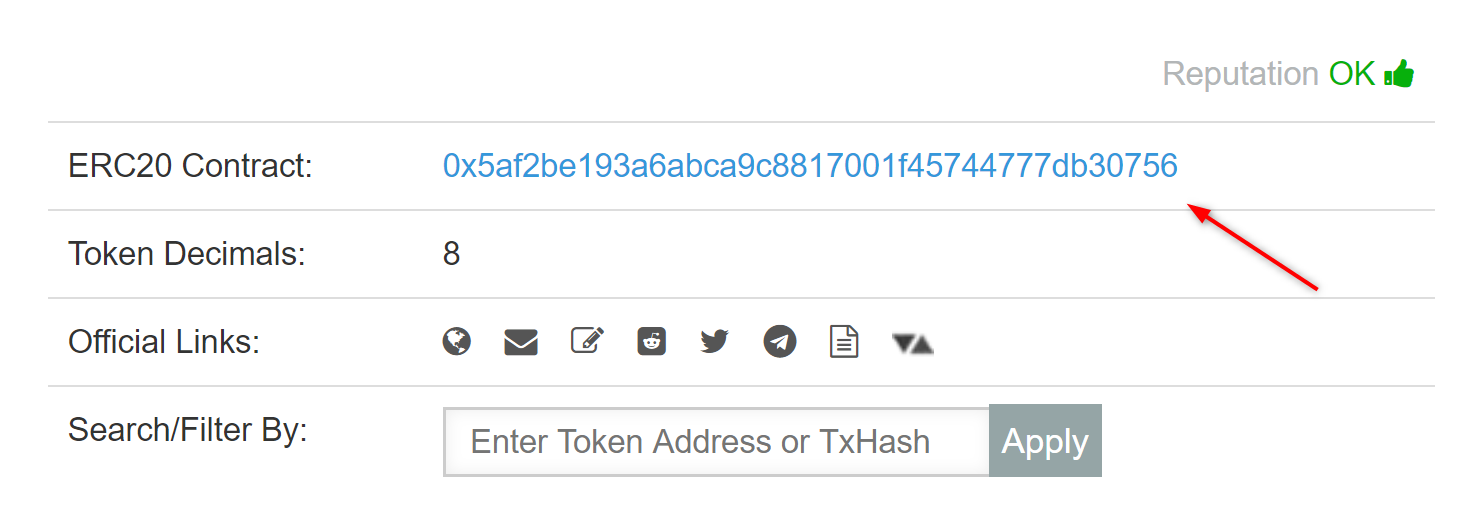 Reputation OK
ERC20 Contract: 0x5af2be193a6abca9c8817001f45744777db30756
Token Decimals: 8
Official Links:
Search/Filter By: Enter Token Address or TxHash Apply